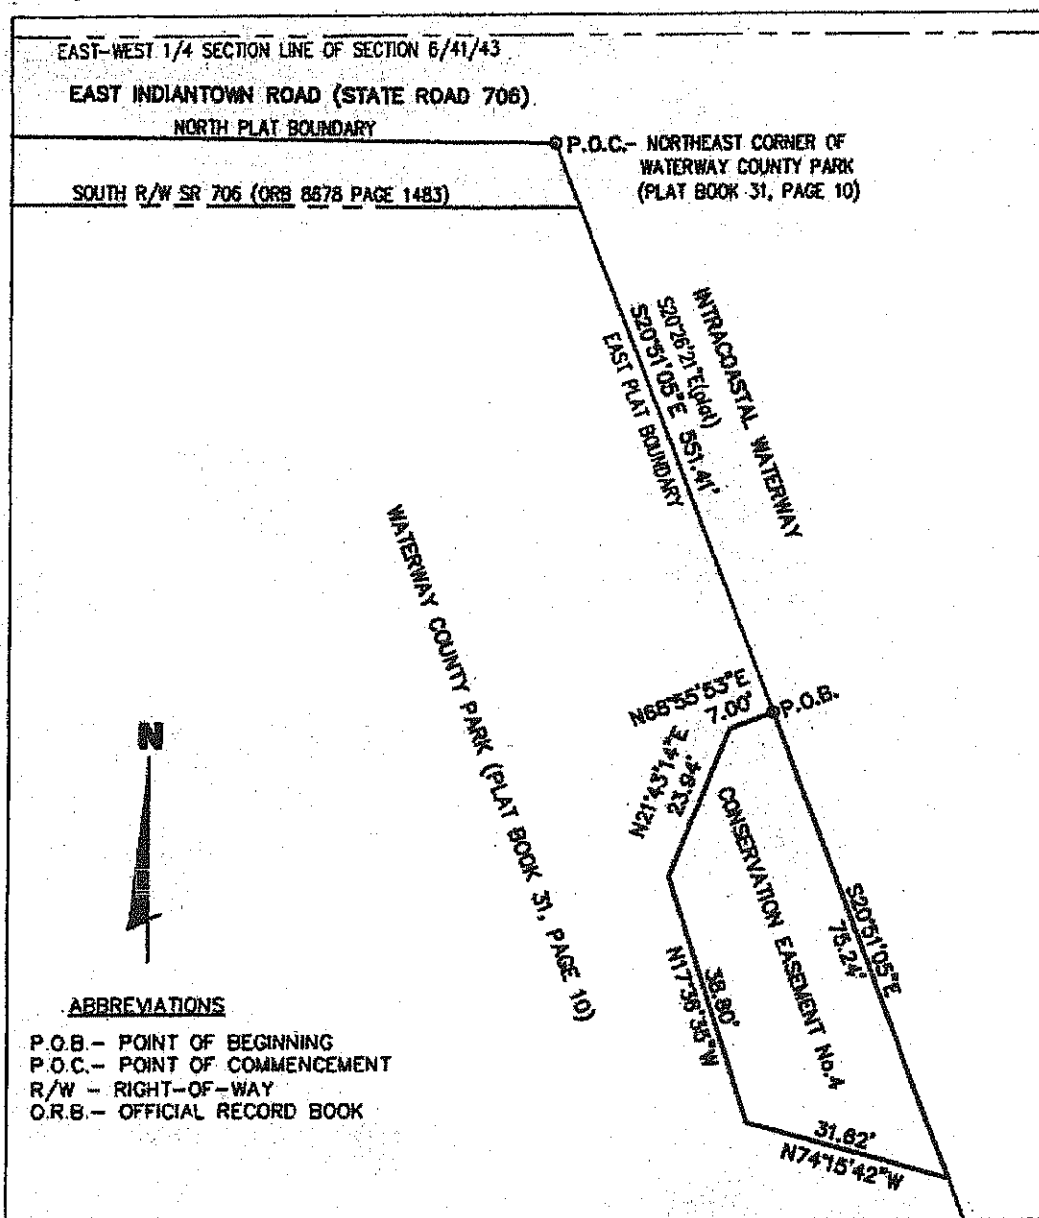 EAST-WEST 1/4 SECTION LINE OF SECTION 6/41/43
EAST INDIANTOWN ROAD (STATE ROAD 706)
NORTH PLAT BOUNDARY
P.O.C.- NORTHEAST CORNER OF
WATERWAY COUNTY PARK
(PLAT BOOK 31, PAGE 10)
SOUTH R/W SR 706 (ORB 8878 PAGE 1483)
INTRACOASTAL WATERWAY
S20°26'21"E(plat)
S20°51'05"E 551.41'
EAST PLAT BOUNDARY
WATERWAY COUNTY PARK (PLAT BOOK 31, PAGE 10)
N68°55'53"E
7.00'
P.O.B.
N21°43'14"E
23.94'
CONSERVATION EASEMENT No.4
S20°51'05"E
75.24'
38.80'
N17°36'35"W
31.62'
N74°15'42"W
N
ABBREVIATIONS
P.O.B.- POINT OF BEGINNING
P.O.C.- POINT OF COMMENCEMENT
R/W - RIGHT-OF-WAY
O.R.B.- OFFICIAL RECORD BOOK